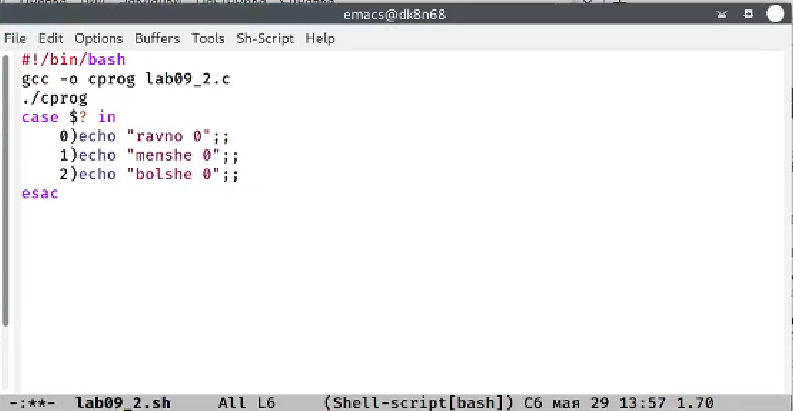 emacs@dk8n68
File Edit Options Buffers Tools Sh-Script Help
#!/bin/bash
gcc -o cprog lab09_2.c
./cprog
case $? in
    0)echo "ravno 0";;
    1)echo "menshe 0";;
    2)echo "bolshe 0";;
esac
-:**-  lab09_2.sh     All L6     (Shell-script[bash]) Сб мая 29 13:57 1.70